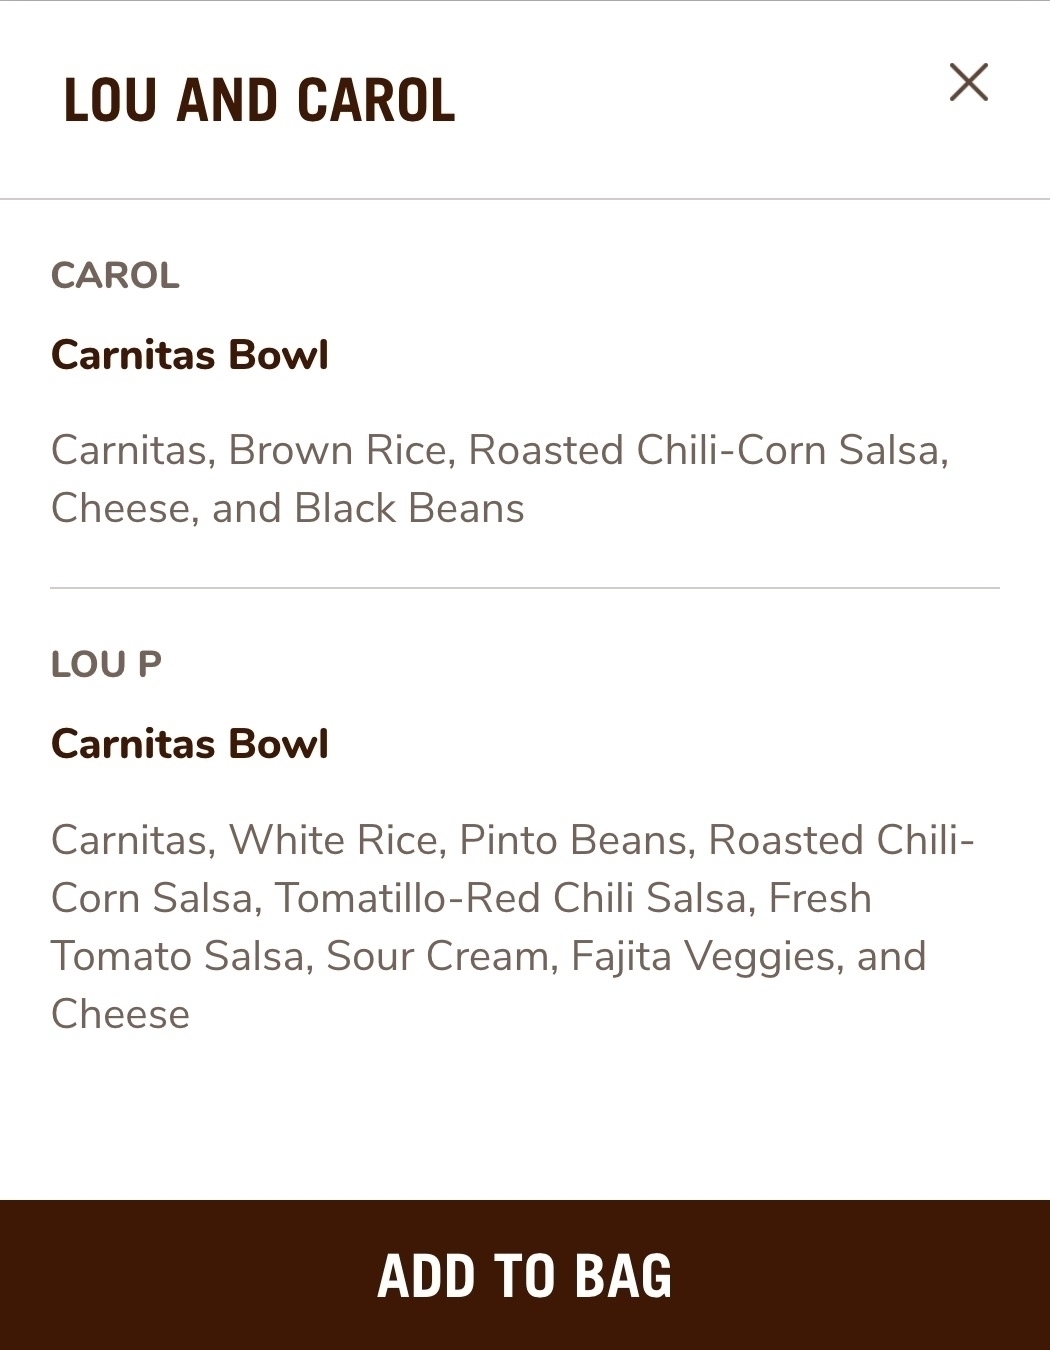 LOU AND CAROL
CAROL
Carnitas Bowl
Carnitas, Brown Rice, Roasted Chili-Corn Salsa,
Cheese, and Black Beans
LOU P
Carnitas Bowl
Carnitas, White Rice, Pinto Beans, Roasted Chili-
Corn Salsa, Tomatillo-Red Chili Salsa, Fresh
Tomato Salsa, Sour Cream, Fajita Veggies, and
Cheese
ADD TO BAG